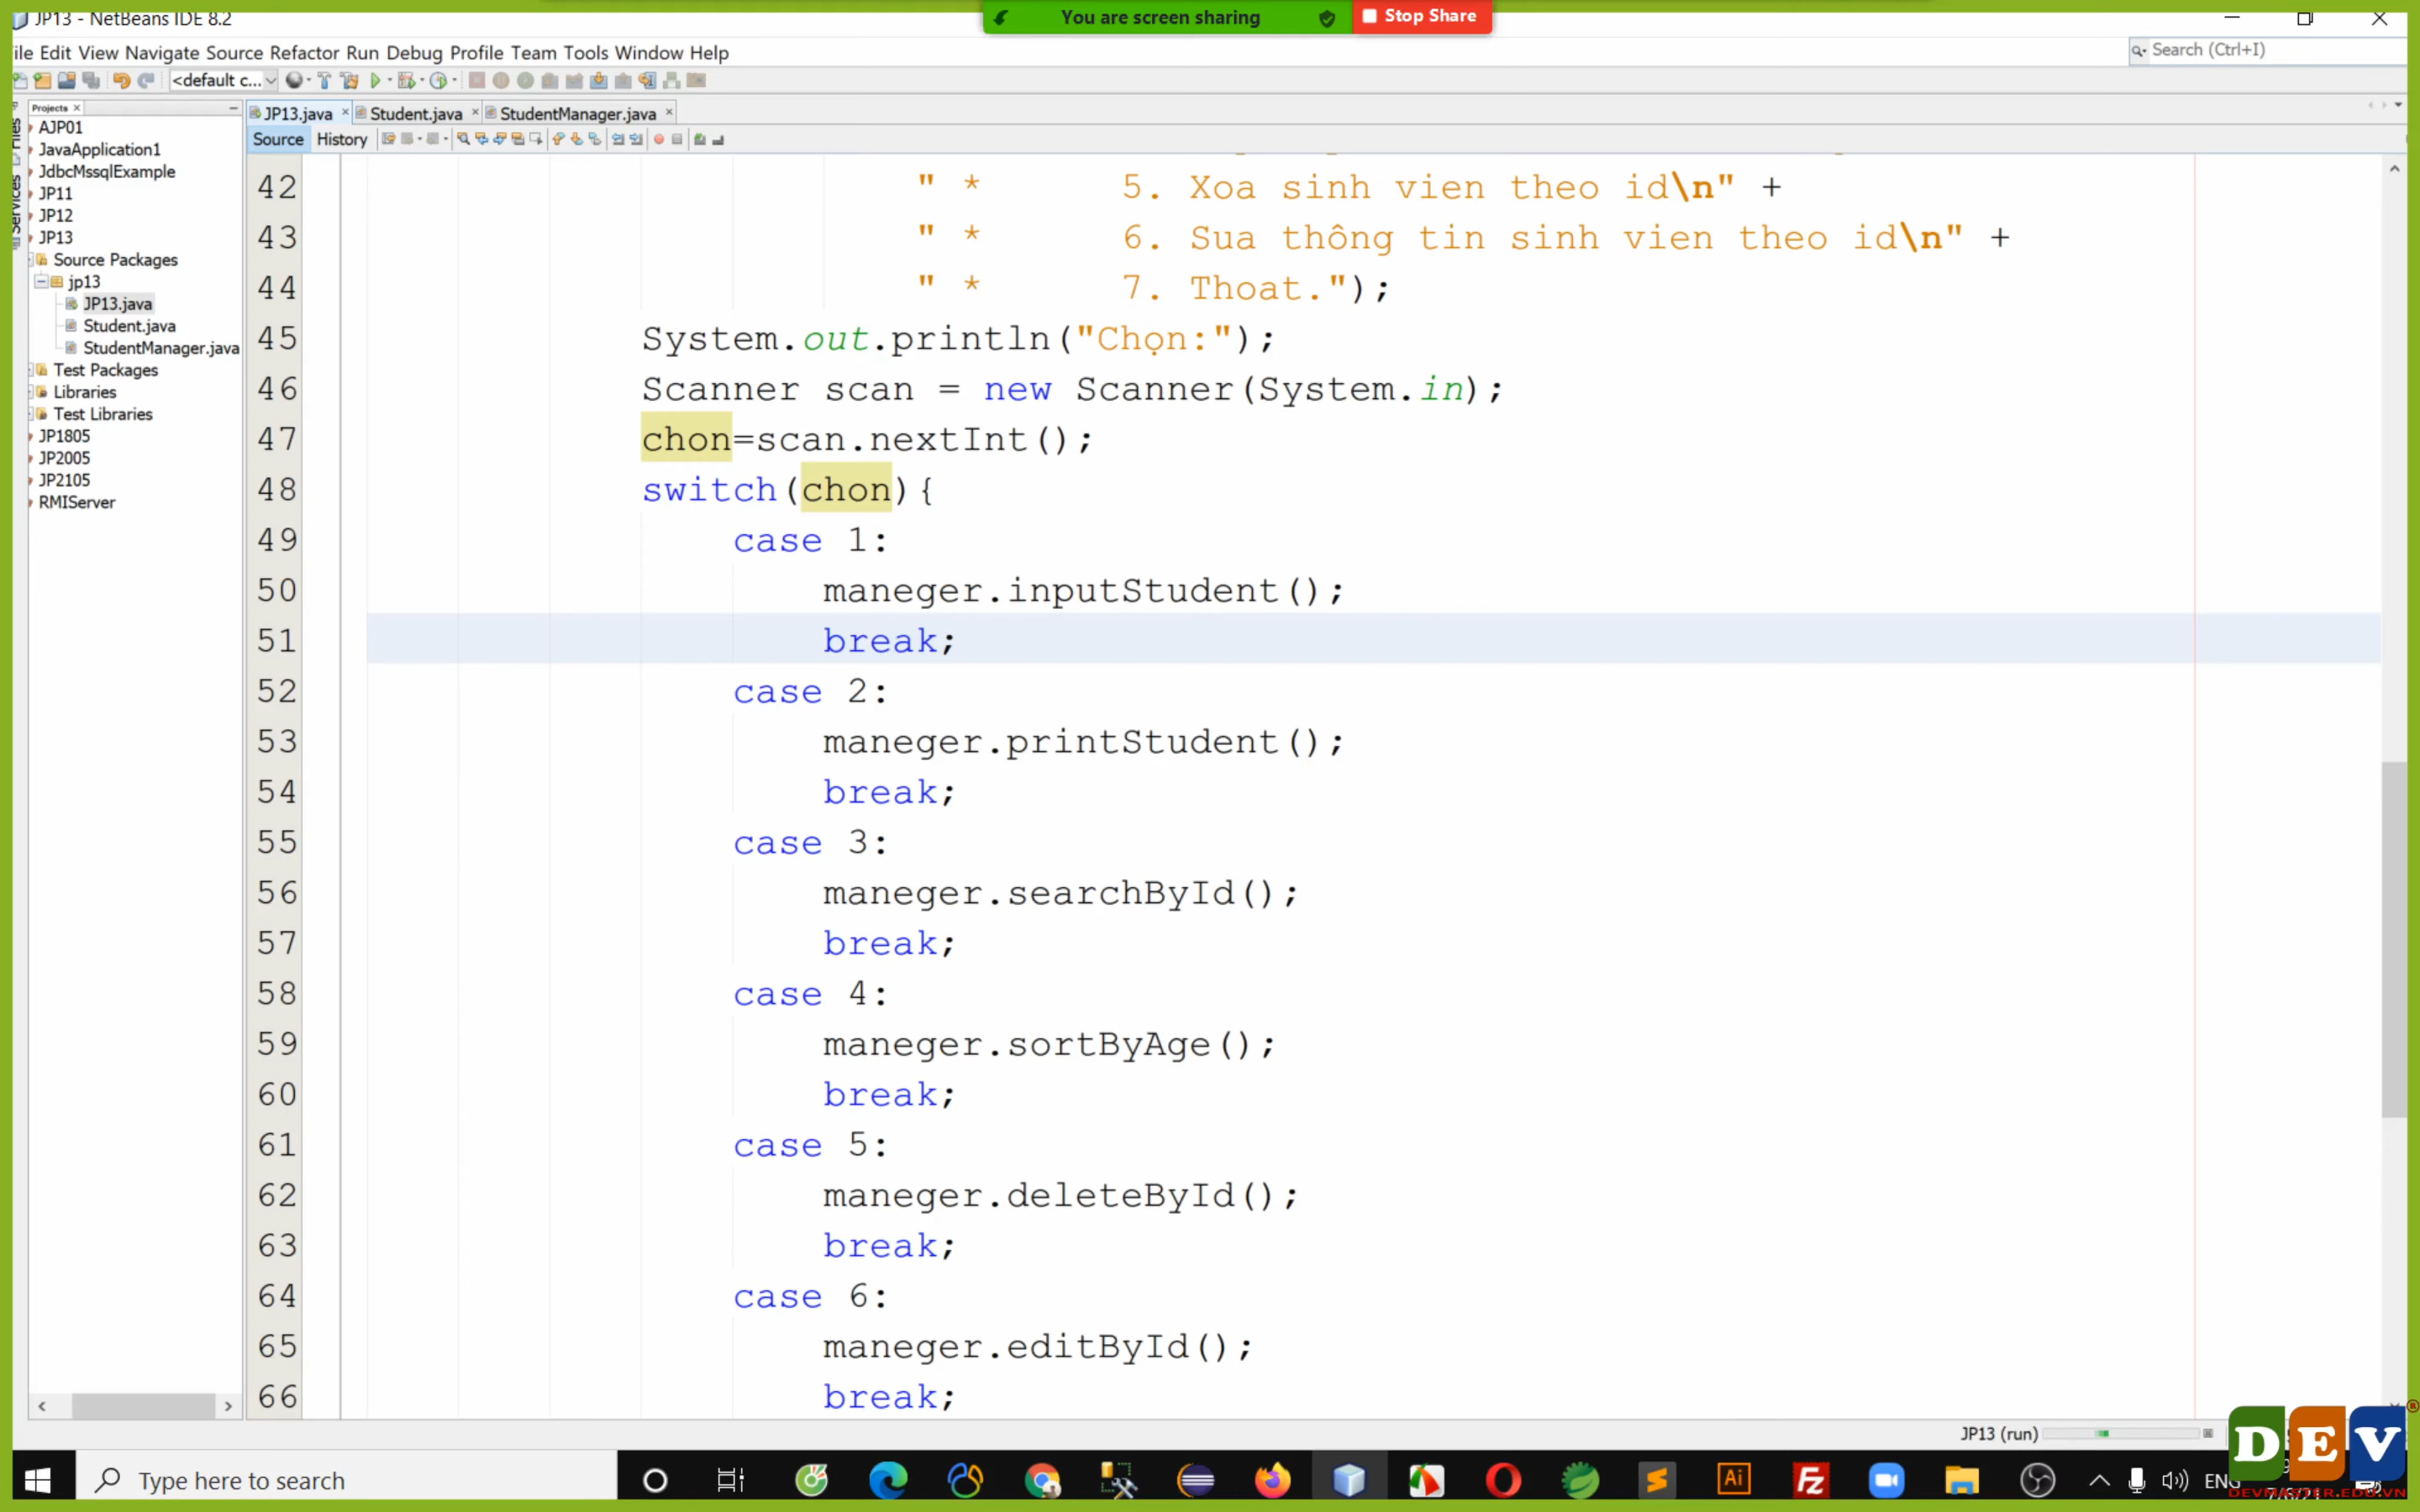 JP13 - NetBeans IDE 8.2
You are screen sharing
Stop Share
ile Edit View Navigate Source Refactor Run Debug Profile Team Tools Window Help
Search (Ctrl+I)
<default c...
Projects
JP13.java
Student.java
StudentManager.java
Source History
Files
Services
AJP01
JavaApplication1
JdbcMssqlExample
JP11
JP12
JP13
Source Packages
jp13
JP13.java
Student.java
StudentManager.java
Test Packages
Libraries
Test Libraries
JP1805
JP2005
JP2105
RMIServer
42 " * 5. Xoa sinh vien theo id\n" +
43 " * 6. Sua thông tin sinh vien theo id\n" +
44 " * 7. Thoat.");
45 System.out.println("Chọn:");
46 Scanner scan = new Scanner(System.in);
47 chon=scan.nextInt();
48 switch(chon){
49 case 1:
50 maneger.inputStudent();
51 break;
52 case 2:
53 maneger.printStudent();
54 break;
55 case 3:
56 maneger.searchById();
57 break;
58 case 4:
59 maneger.sortByAge();
60 break;
61 case 5:
62 maneger.deleteById();
63 break;
64 case 6:
65 maneger.editById();
66 break;
JP13 (run)
Type here to search
Ai
Fz
ENG
DEV
DEVMASTER.EDU.VN